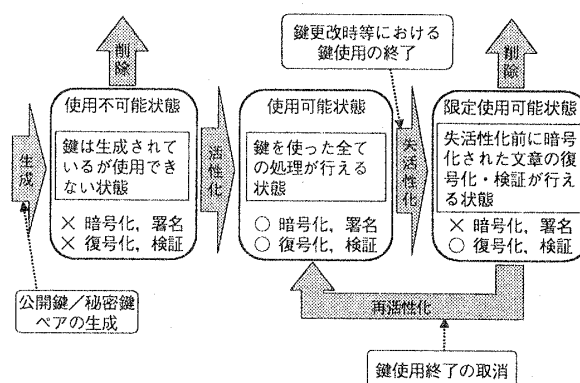 鍵更改時等における
鍵使用の終了
削除
削除
使用不可能状態
使用可能状態
限定使用可能状態
生成
鍵は生成されて
いるが使用でき
ない状態
活性化
鍵を使った全て
の処理が行える
状態
失活性化
失活性化前に暗号
化された文章の復
号化・検証が行え
る状態
× 暗号化，署名
× 復号化，検証
○ 暗号化，署名
○ 復号化，検証
× 暗号化，署名
○ 復号化，検証
公開鍵／秘密鍵
ペアの生成
再活性化
鍵使用終了の取消